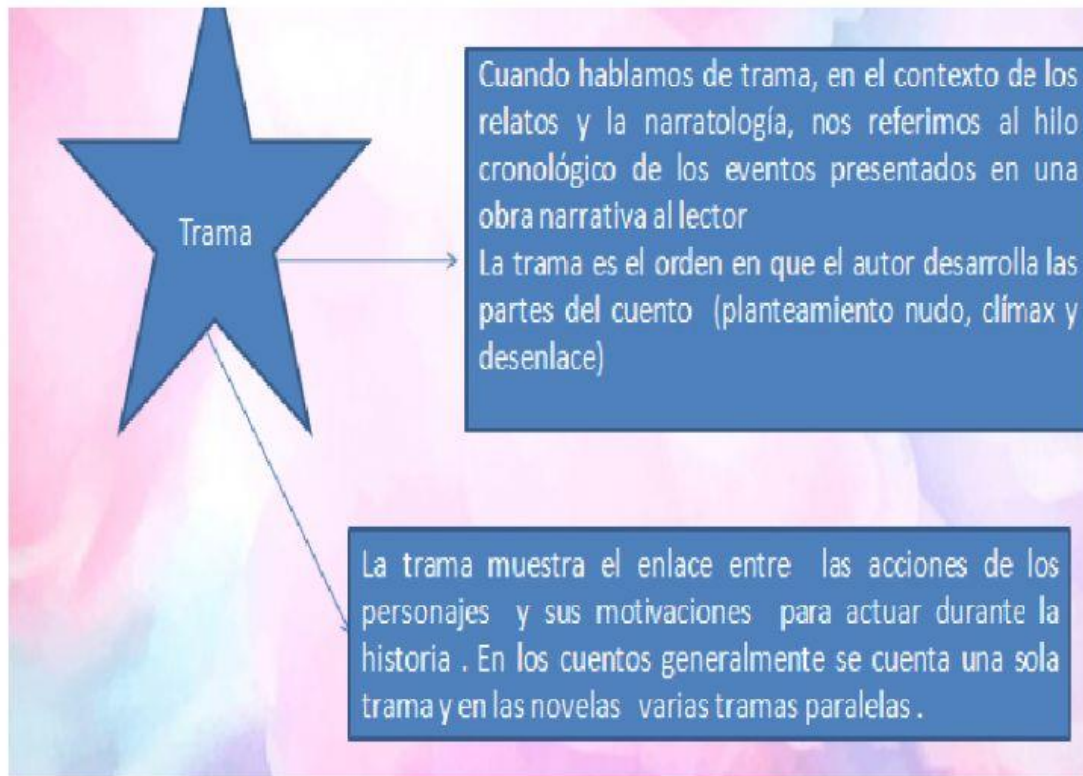 Trama
Cuando hablamos de trama, en el contexto de los
relatos y la narratología, nos referimos al hilo
cronológico de los eventos presentados en una
obra narrativa al lector
La trama es el orden en que el autor desarrolla las
partes del cuento (planteamiento nudo, clímax y
desenlace)
La trama muestra el enlace entre las acciones de los
personajes y sus motivaciones para actuar durante la
historia . En los cuentos generalmente se cuenta una sola
trama y en las novelas varias tramas paralelas .